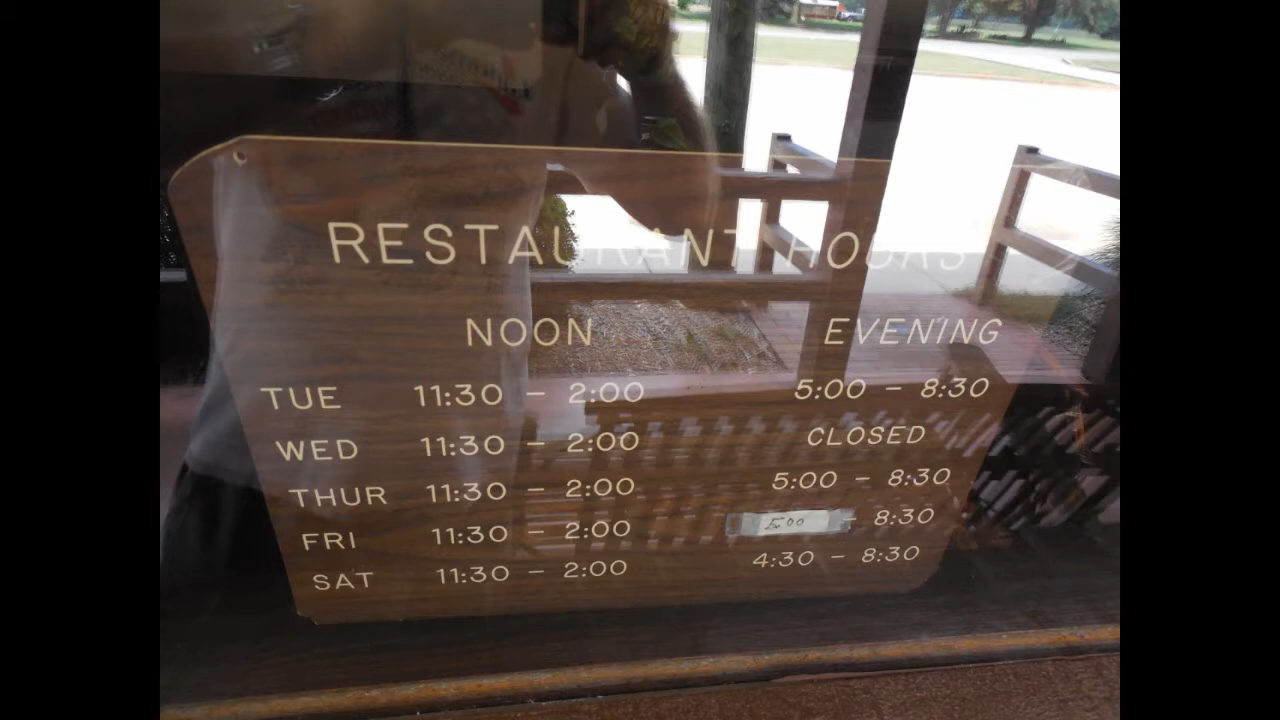 RESTAURANT HOURS
NOON EVENING
TUE 11:30 - 2:00 5:00 - 8:30
WED 11:30 - 2:00 CLOSED
THUR 11:30 - 2:00 5:00 - 8:30
FRI 11:30 - 2:00 5:00 - 8:30
SAT 11:30 - 2:00 4:30 - 8:30